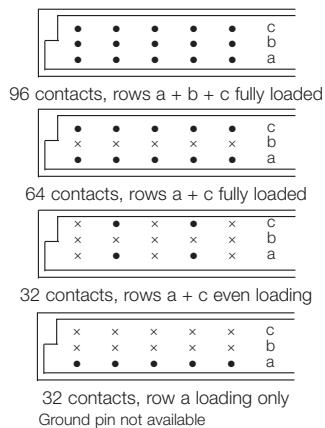 c
b
a
96 contacts, rows a + b + c fully loaded
c
× × × × × b
a
64 contacts, rows a + c fully loaded
× × × c
× × × × × b
× × × a
32 contacts, rows a + c even loading
× × × × × c
× × × × × b
a
32 contacts, row a loading only
Ground pin not available